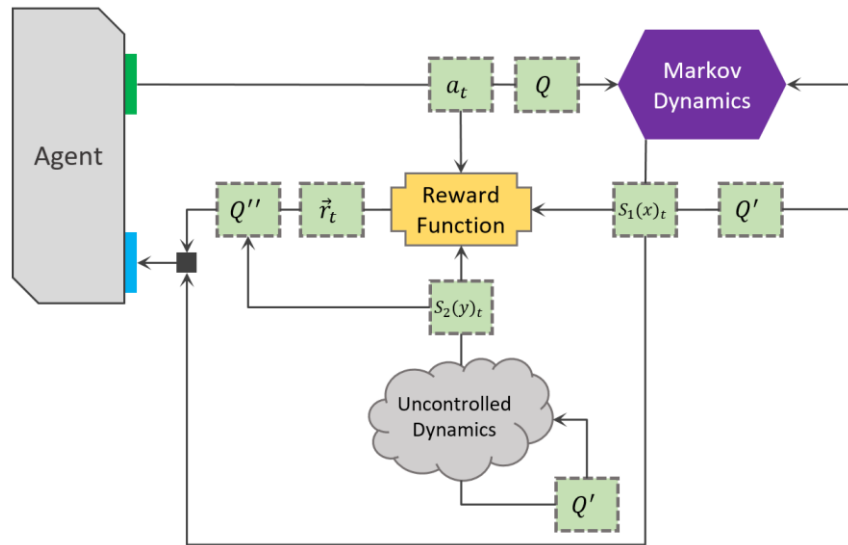 Agent
a_t
Q
Markov
Dynamics
Q''
r⃗_t
Reward
Function
S_1(x)_t
Q'
S_2(y)_t
Uncontrolled
Dynamics
Q'